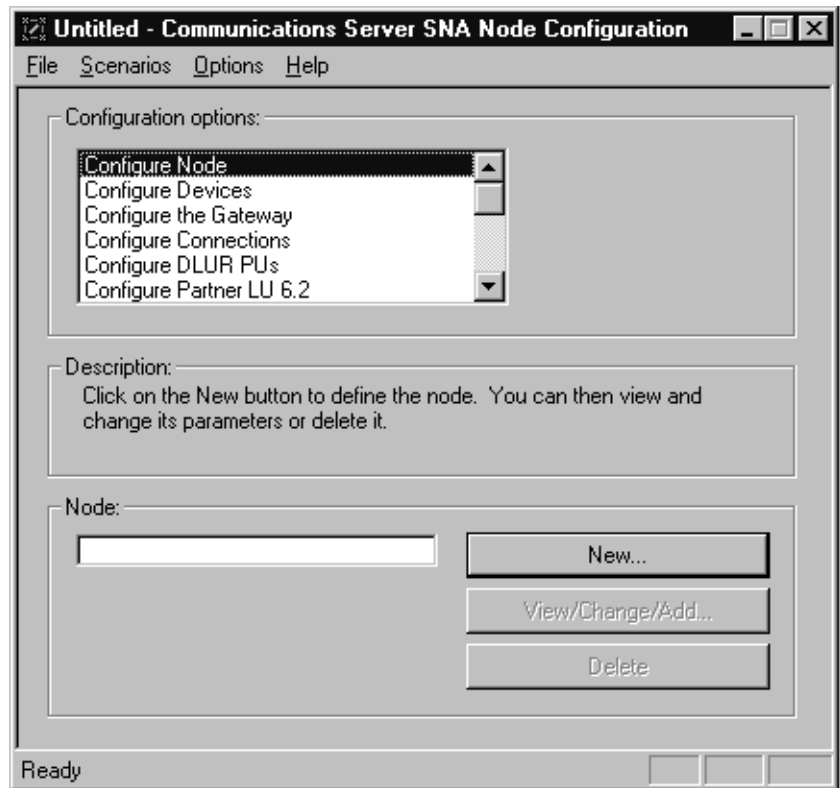 Untitled - Communications Server SNA Node Configuration
File Scenarios Options Help
Configuration options:
Configure Node
Configure Devices
Configure the Gateway
Configure Connections
Configure DLUR PUs
Configure Partner LU 6.2
Description:
Click on the New button to define the node. You can then view and
change its parameters or delete it.
Node:
New...
View/Change/Add...
Delete
Ready